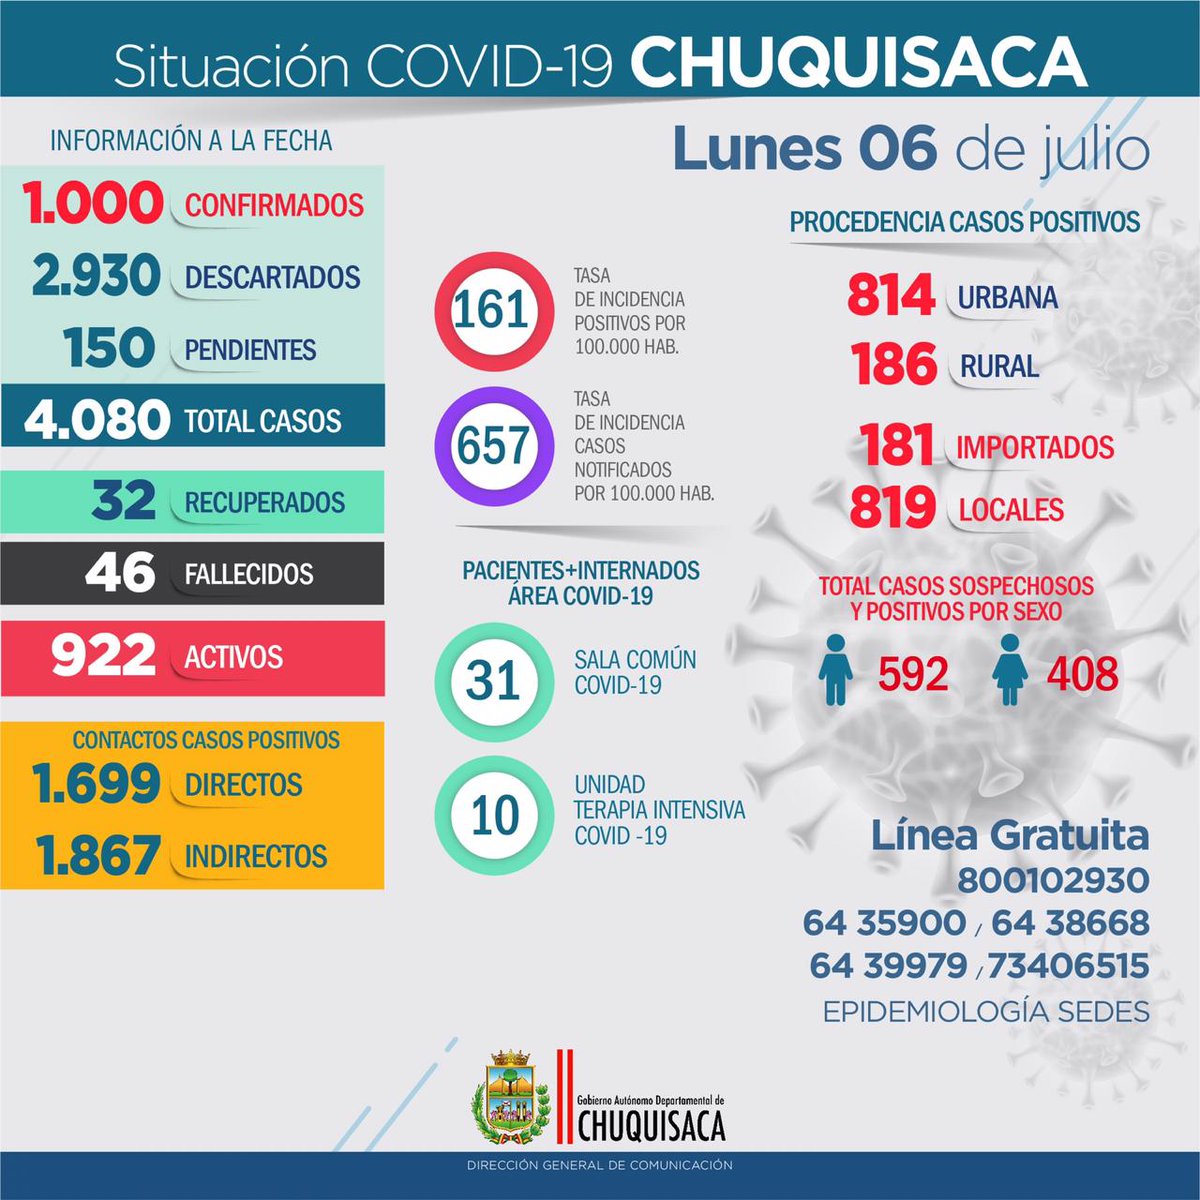 Situación COVID-19 CHUQUISACA
INFORMACIÓN A LA FECHA
1.000 CONFIRMADOS
2.930 DESCARTADOS
150 PENDIENTES
4.080 TOTAL CASOS
32 RECUPERADOS
46 FALLECIDOS
922 ACTIVOS
CONTACTOS CASOS POSITIVOS
1.699 DIRECTOS
1.867 INDIRECTOS
161
TASA
DE INCIDENCIA
POSITIVOS POR
100.000 HAB.
657
TASA
DE INCIDENCIA
CASOS
NOTIFICADOS
POR 100.000 HAB.
PACIENTES+INTERNADOS
ÁREA COVID-19
31
SALA COMÚN
COVID-19
10
UNIDAD
TERAPIA INTENSIVA
COVID -19
Lunes 06 de julio
PROCEDENCIA CASOS POSITIVOS
814 URBANA
186 RURAL
181 IMPORTADOS
819 LOCALES
TOTAL CASOS SOSPECHOSOS
Y POSITIVOS POR SEXO
592 408
Línea Gratuita
800102930
64 35900 / 64 38668
64 39979 / 73406515
EPIDEMIOLOGÍA SEDES
Gobierno Autónomo Departamental de
CHUQUISACA
DIRECCIÓN GENERAL DE COMUNICACIÓN